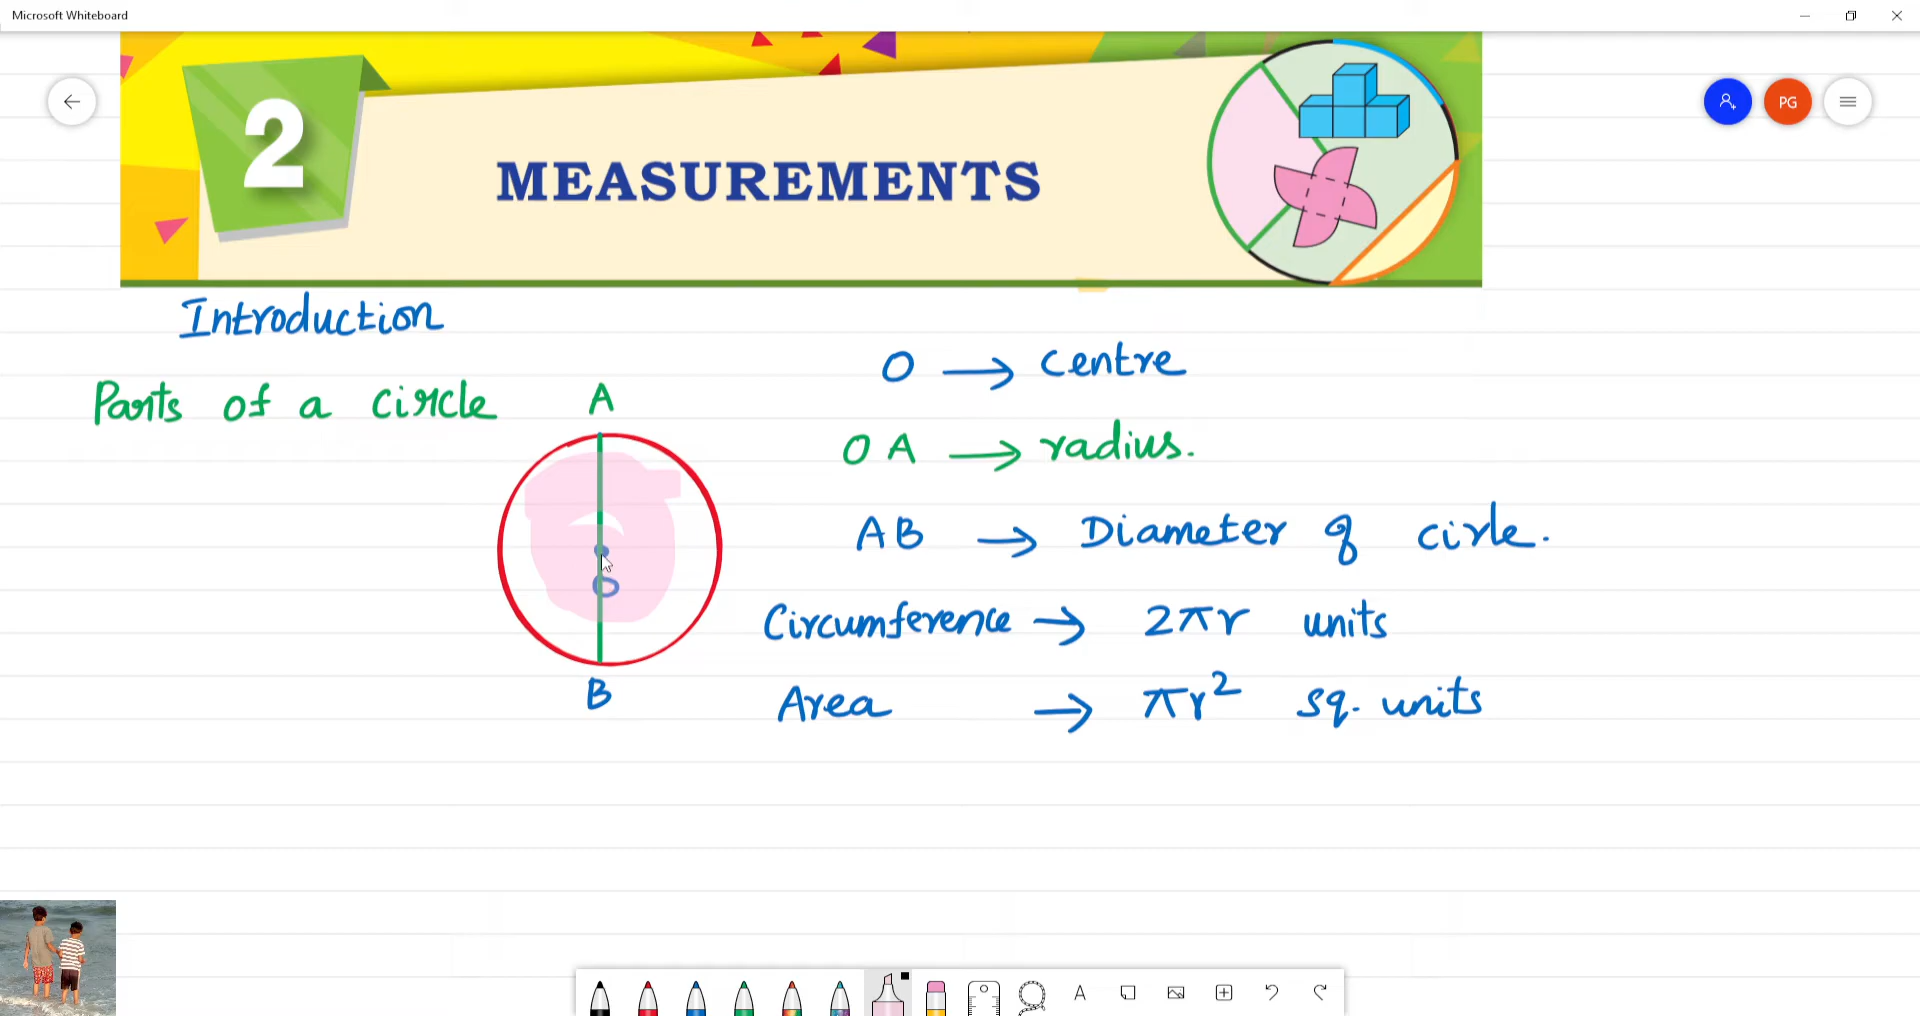 Microsoft Whiteboard
2
MEASUREMENTS
PG
Introduction
Parts of a circle
A
O
B
O → Centre
OA → radius.
AB → Diameter of cirle.
Circumference → 2πr units
Area → πr² sq. units
A